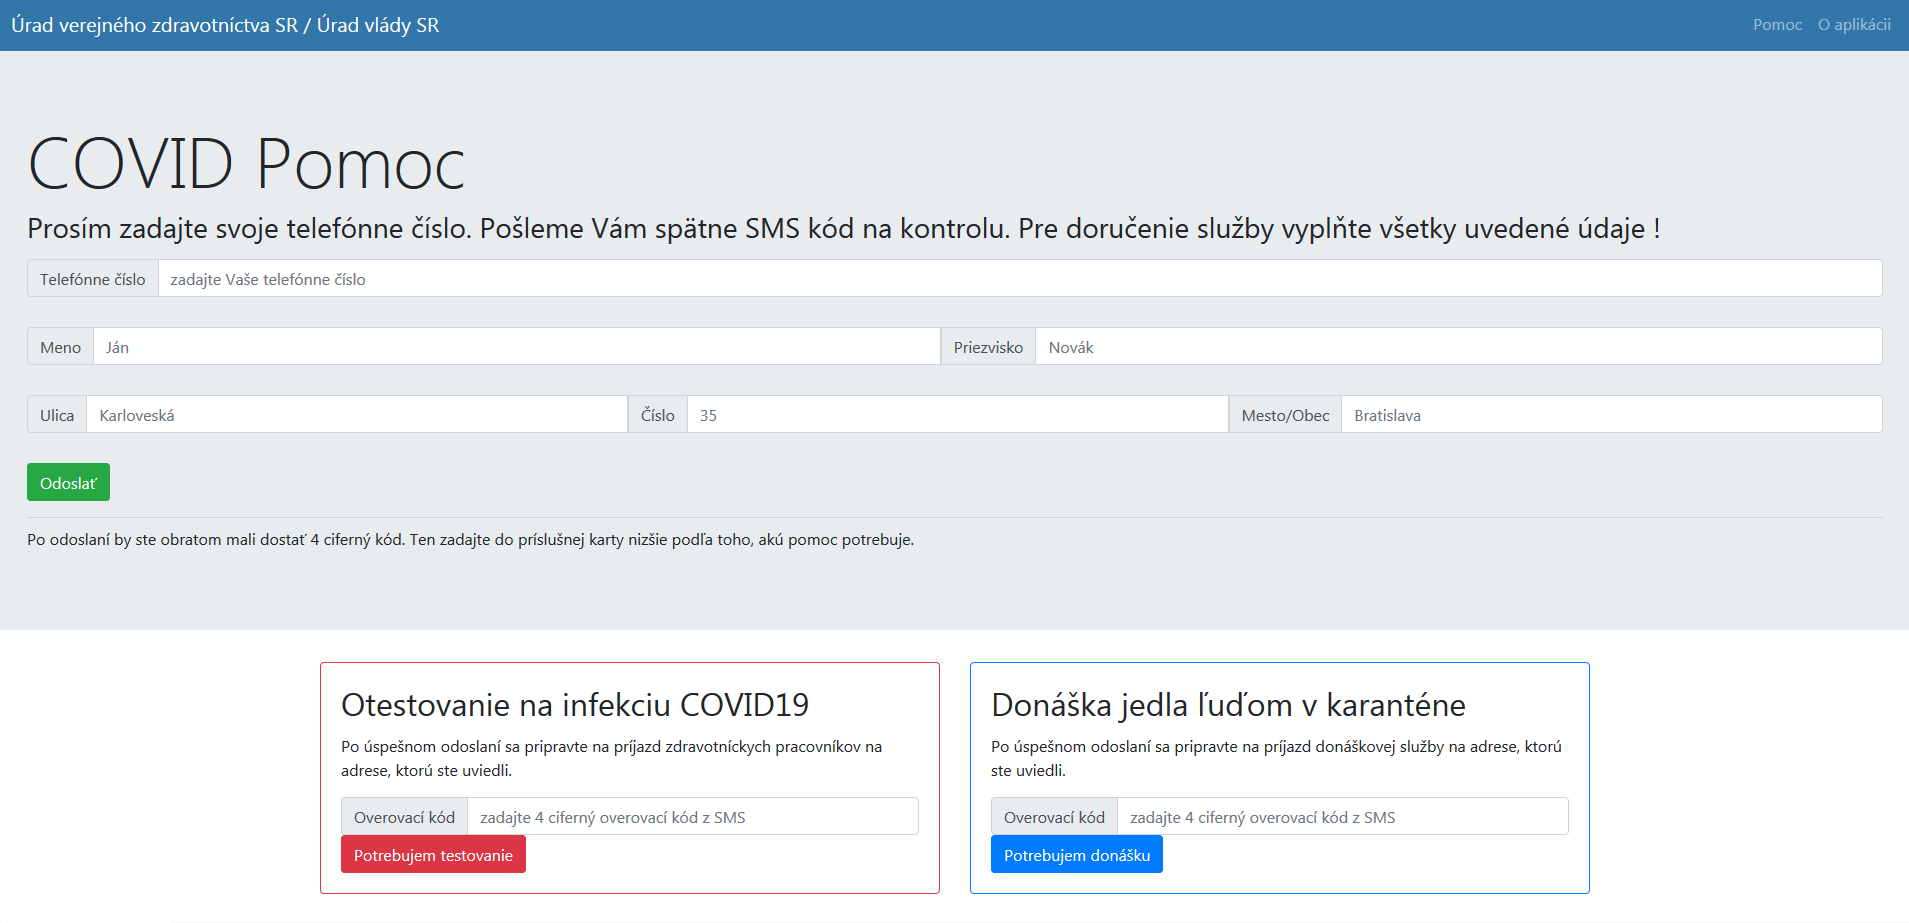 Úrad verejného zdravotníctva SR / Úrad vlády SR
Pomoc
O aplikácii
COVID Pomoc
Prosím zadajte svoje telefónne číslo. Pošleme Vám spätne SMS kód na kontrolu. Pre doručenie služby vyplňte všetky uvedené údaje !
Telefónne číslo zadajte Vaše telefónne číslo
Meno Ján Priezvisko Novák
Ulica Karloveská Číslo 35 Mesto/Obec Bratislava
Odoslať
Po odoslaní by ste obratom mali dostať 4 ciferný kód. Ten zadajte do príslušnej karty nizšie podľa toho, akú pomoc potrebuje.
Otestovanie na infekciu COVID19
Po úspešnom odoslaní sa pripravte na príjazd zdravotníckych pracovníkov na
adrese, ktorú ste uviedli.
Overovací kód zadajte 4 ciferný overovací kód z SMS
Potrebujem testovanie
Donáška jedla ľuďom v karanténe
Po úspešnom odoslaní sa pripravte na príjazd donáškovej služby na adrese, ktorú
ste uviedli.
Overovací kód zadajte 4 ciferný overovací kód z SMS
Potrebujem donášku